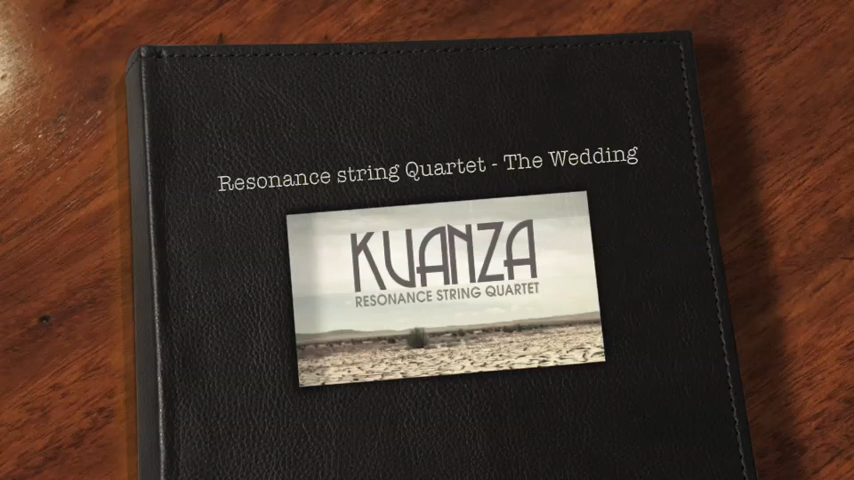 Resonance string Quartet - The Wedding
KUANZA
RESONANCE STRING QUARTET